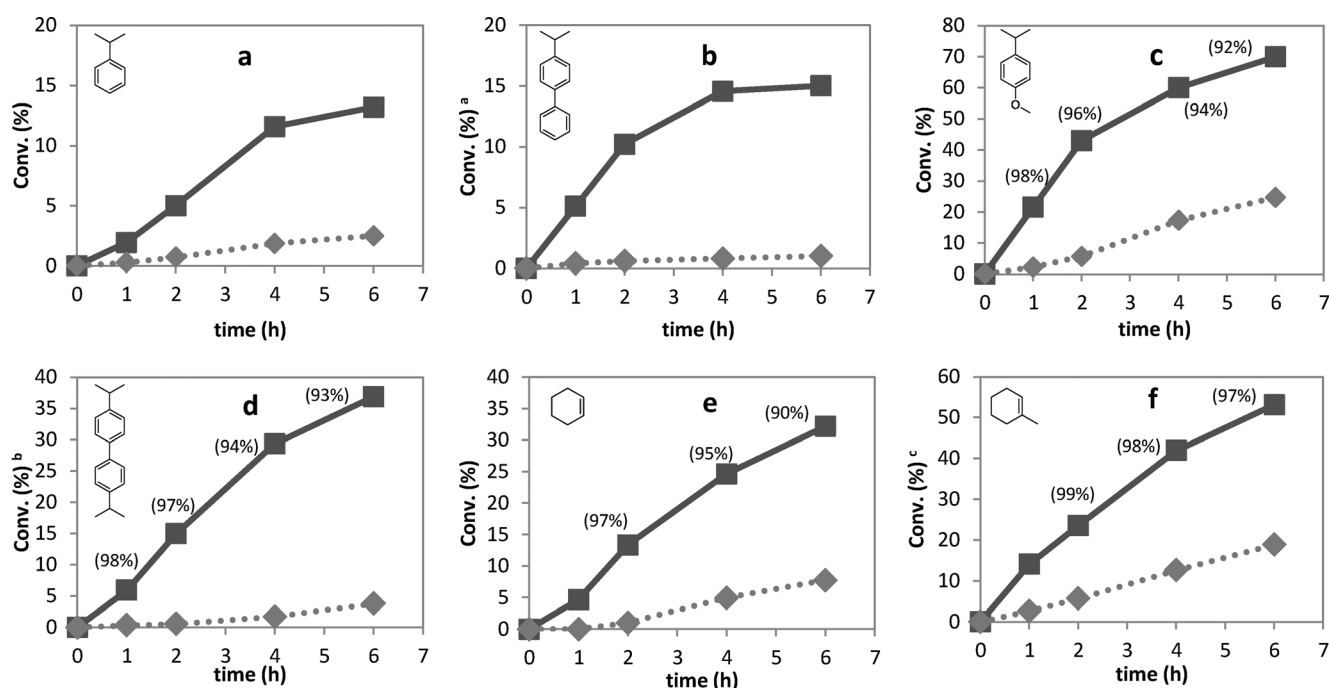 a
Conv. (%)
20
15
10
5
0
0 1 2 3 4 5 6 7
time (h)
b
Conv. (%) a
20
15
10
5
0
0 1 2 3 4 5 6 7
time (h)
c
Conv. (%)
80
70
60
50
40
30
20
10
0
(98%)
(96%)
(94%)
(92%)
O
0 1 2 3 4 5 6 7
time (h)
d
Conv. (%) b
40
35
30
25
20
15
10
5
0
(98%)
(97%)
(94%)
(93%)
0 1 2 3 4 5 6 7
time (h)
e
Conv. (%)
40
35
30
25
20
15
10
5
0
(97%)
(95%)
(90%)
0 1 2 3 4 5 6 7
time (h)
f
Conv. (%) c
60
50
40
30
20
10
0
(99%)
(98%)
(97%)
0 1 2 3 4 5 6 7
time (h)